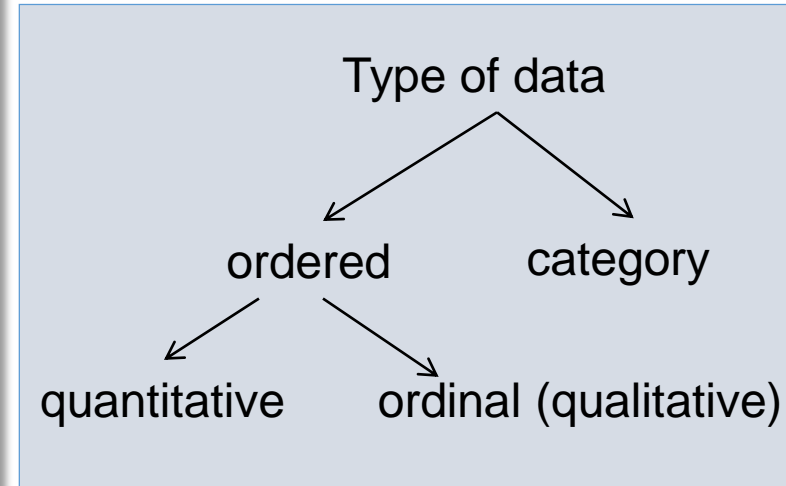 Type of data
ordered
category
quantitative
ordinal (qualitative)